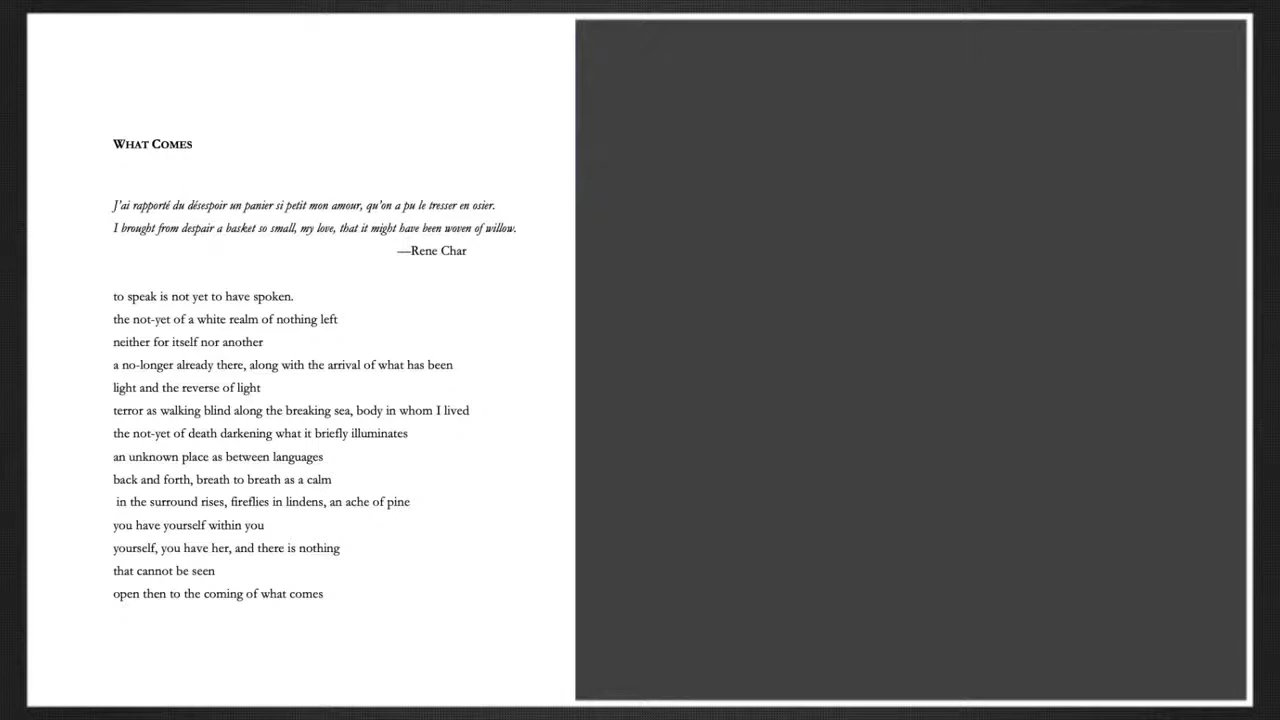 WHAT COMES
J'ai rapporté du désespoir un panier si petit mon amour, qu'on a pu le tresser en osier.
I brought from despair a basket so small, my love, that it might have been woven of willow.
—Rene Char
to speak is not yet to have spoken.
the not-yet of a white realm of nothing left
neither for itself nor another
a no-longer already there, along with the arrival of what has been
light and the reverse of light
terror as walking blind along the breaking sea, body in whom I lived
the not-yet of death darkening what it briefly illuminates
an unknown place as between languages
back and forth, breath to breath as a calm
in the surround rises, fireflies in lindens, an ache of pine
you have yourself within you
yourself, you have her, and there is nothing
that cannot be seen
open then to the coming of what comes